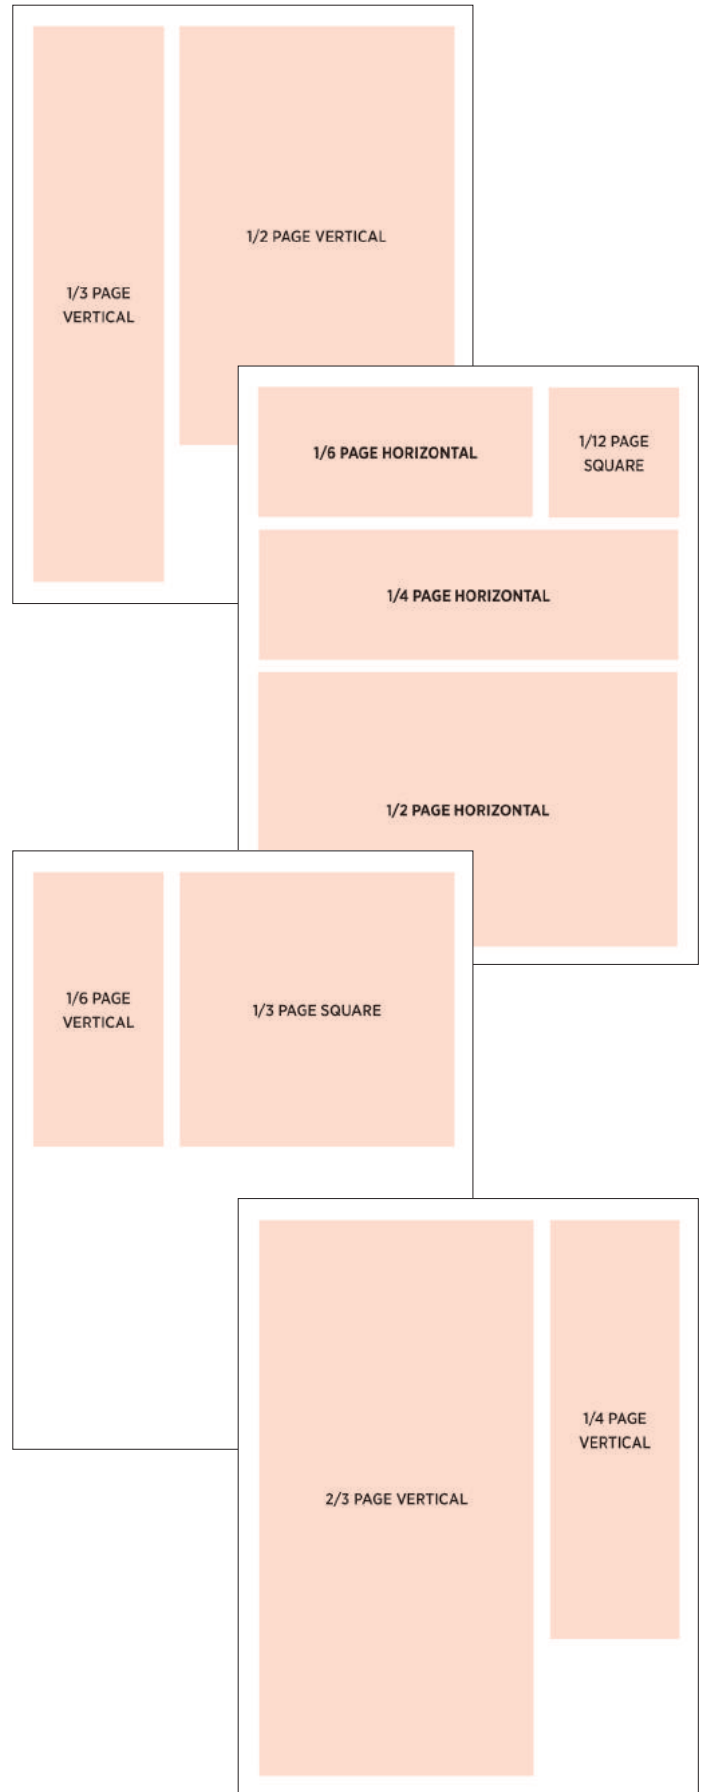 1/3 PAGE
VERTICAL
1/2 PAGE VERTICAL
1/6 PAGE HORIZONTAL
1/12 PAGE
SQUARE
1/4 PAGE HORIZONTAL
1/2 PAGE HORIZONTAL
1/6 PAGE
VERTICAL
1/3 PAGE SQUARE
2/3 PAGE VERTICAL
1/4 PAGE
VERTICAL